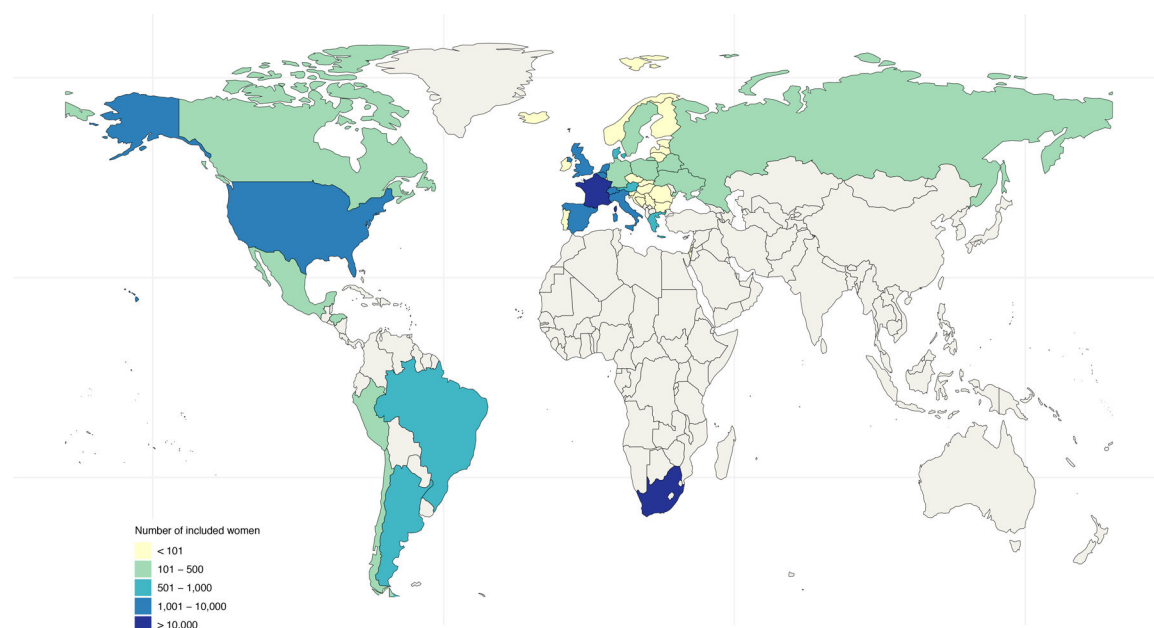 Number of included women
< 101
101 – 500
501 – 1,000
1,001 – 10,000
> 10,000